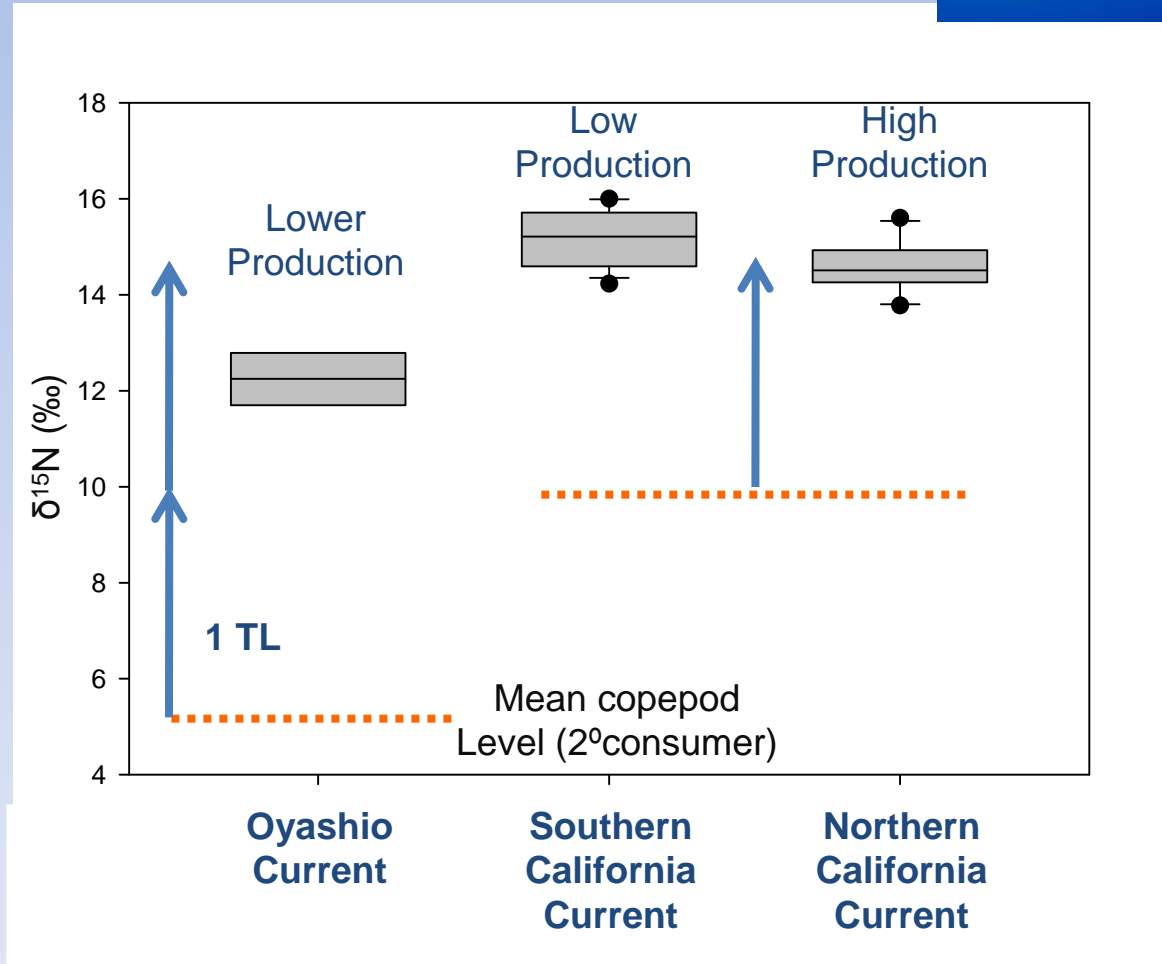 18
16
14
12
10
8
6
4
δ¹⁵N (‰)
Lower
Production
Low
Production
High
Production
1 TL
Mean copepod
Level (2ºconsumer)
Oyashio
Current
Southern
California
Current
Northern
California
Current